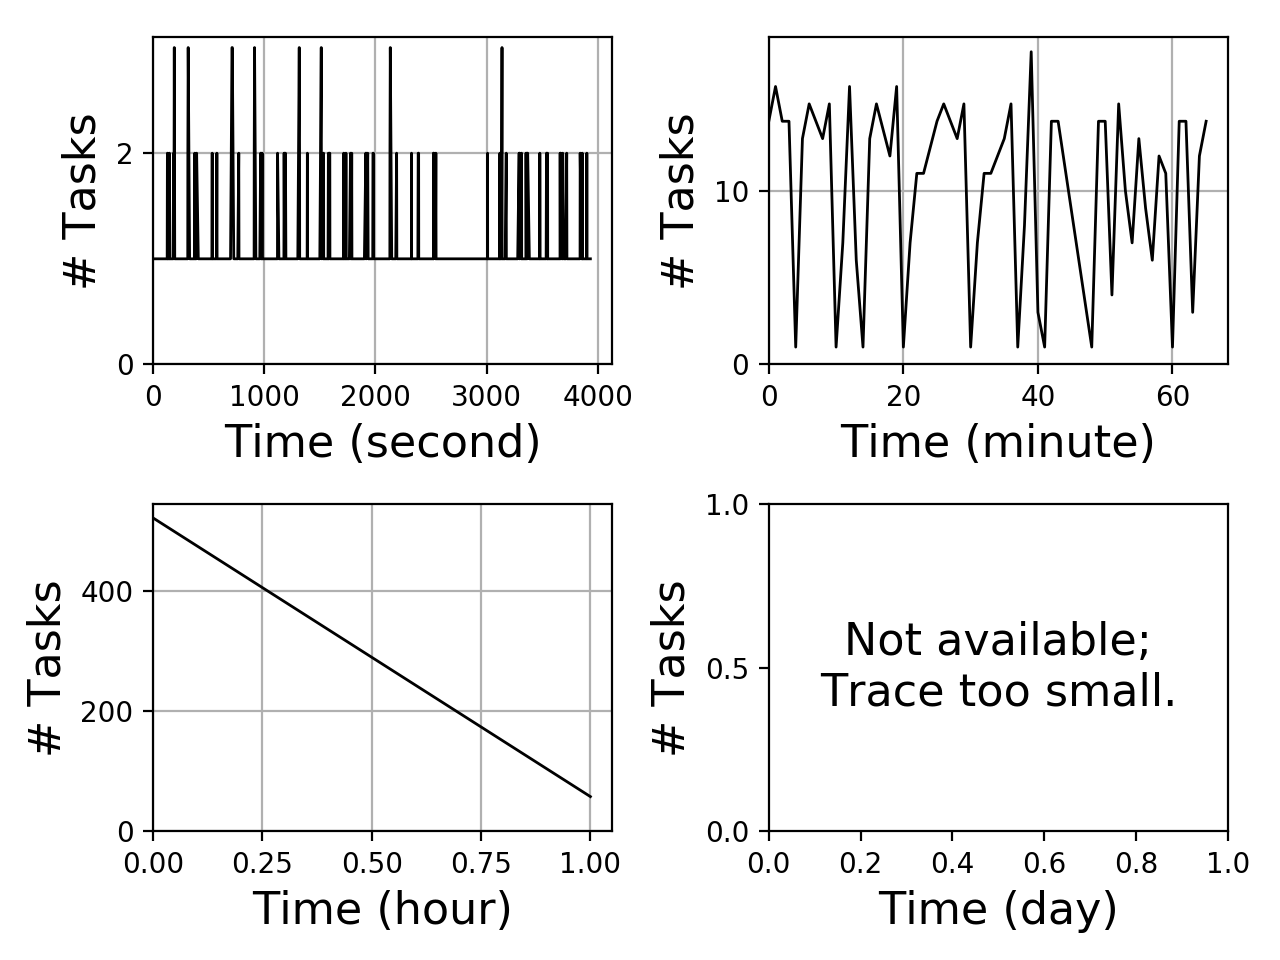 # Tasks
2
0
0 1000 2000 3000 4000
Time (second)
# Tasks
10
0
0 20 40 60
Time (minute)
# Tasks
400
200
0
0.00 0.25 0.50 0.75 1.00
Time (hour)
# Tasks
1.0
0.5
0.0
Not available;
Trace too small.
0.0 0.2 0.4 0.6 0.8 1.0
Time (day)